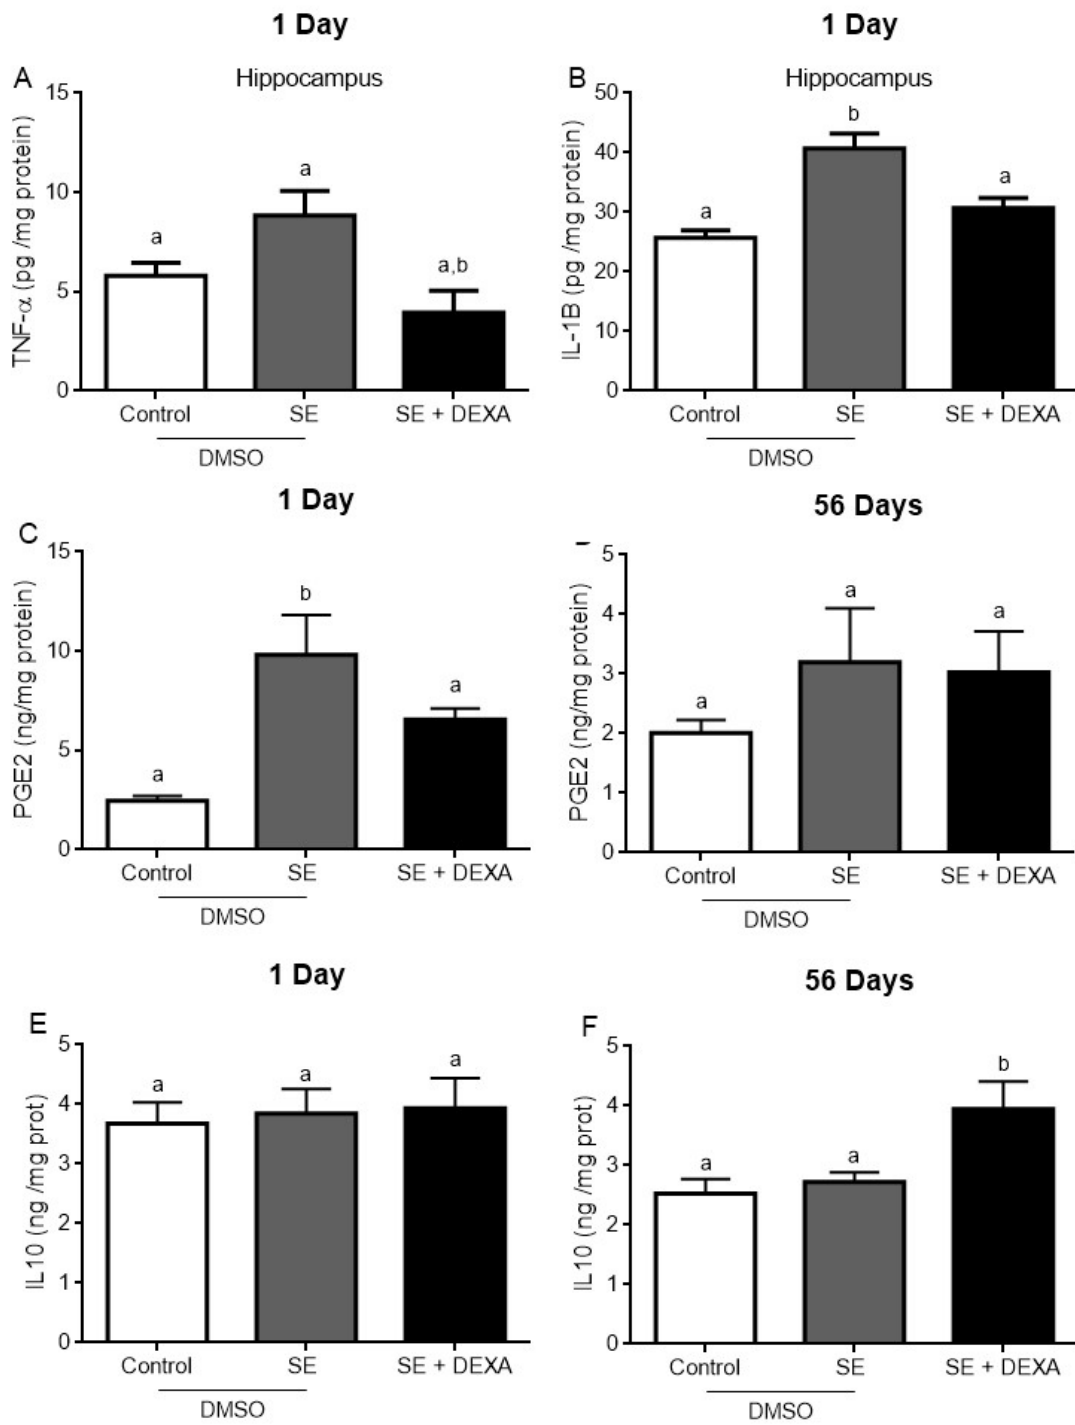 1 Day
A
Hippocampus
TNF-α (pg /mg protein)
15
10
5
0
a
a
a,b
Control SE SE + DEXA
DMSO
1 Day
B
Hippocampus
IL-1B (pg /mg protein)
50
40
30
20
10
0
a
b
a
Control SE SE + DEXA
DMSO
1 Day
C
PGE2 (ng/mg protein)
15
10
5
0
a
b
a
Control SE SE + DEXA
DMSO
56 Days
PGE2 (ng/mg protein)
5
4
3
2
1
0
a
a
a
Control SE SE + DEXA
DMSO
1 Day
E
IL10 (ng /mg prot)
5
4
3
2
1
0
a
a
a
Control SE SE + DEXA
DMSO
56 Days
F
IL10 (ng /mg prot)
5
4
3
2
1
0
a
a
b
Control SE SE + DEXA
DMSO